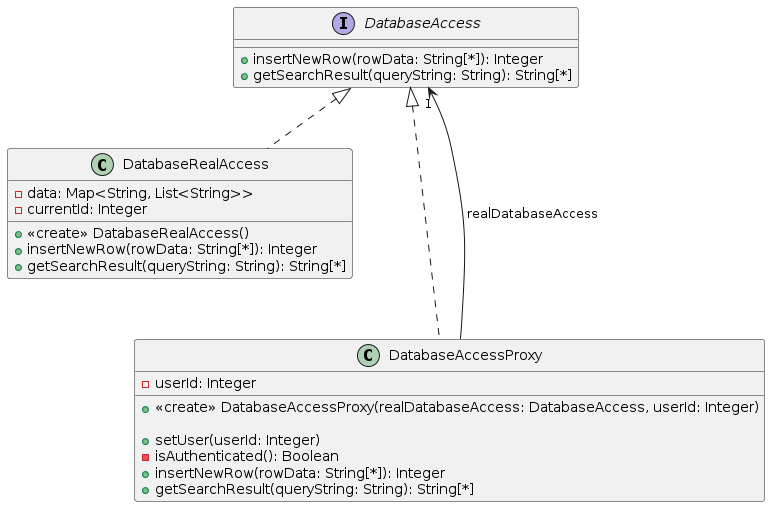 I DatabaseAccess
insertNewRow(rowData: String[*]): Integer
getSearchResult(queryString: String): String[*]
1
C DatabaseRealAccess
data: Map<String, List<String>>
currentId: Integer
«create» DatabaseRealAccess()
insertNewRow(rowData: String[*]): Integer
getSearchResult(queryString: String): String[*]
realDatabaseAccess
C DatabaseAccessProxy
userId: Integer
«create» DatabaseAccessProxy(realDatabaseAccess: DatabaseAccess, userId: Integer)
setUser(userId: Integer)
isAuthenticated(): Boolean
insertNewRow(rowData: String[*]): Integer
getSearchResult(queryString: String): String[*]